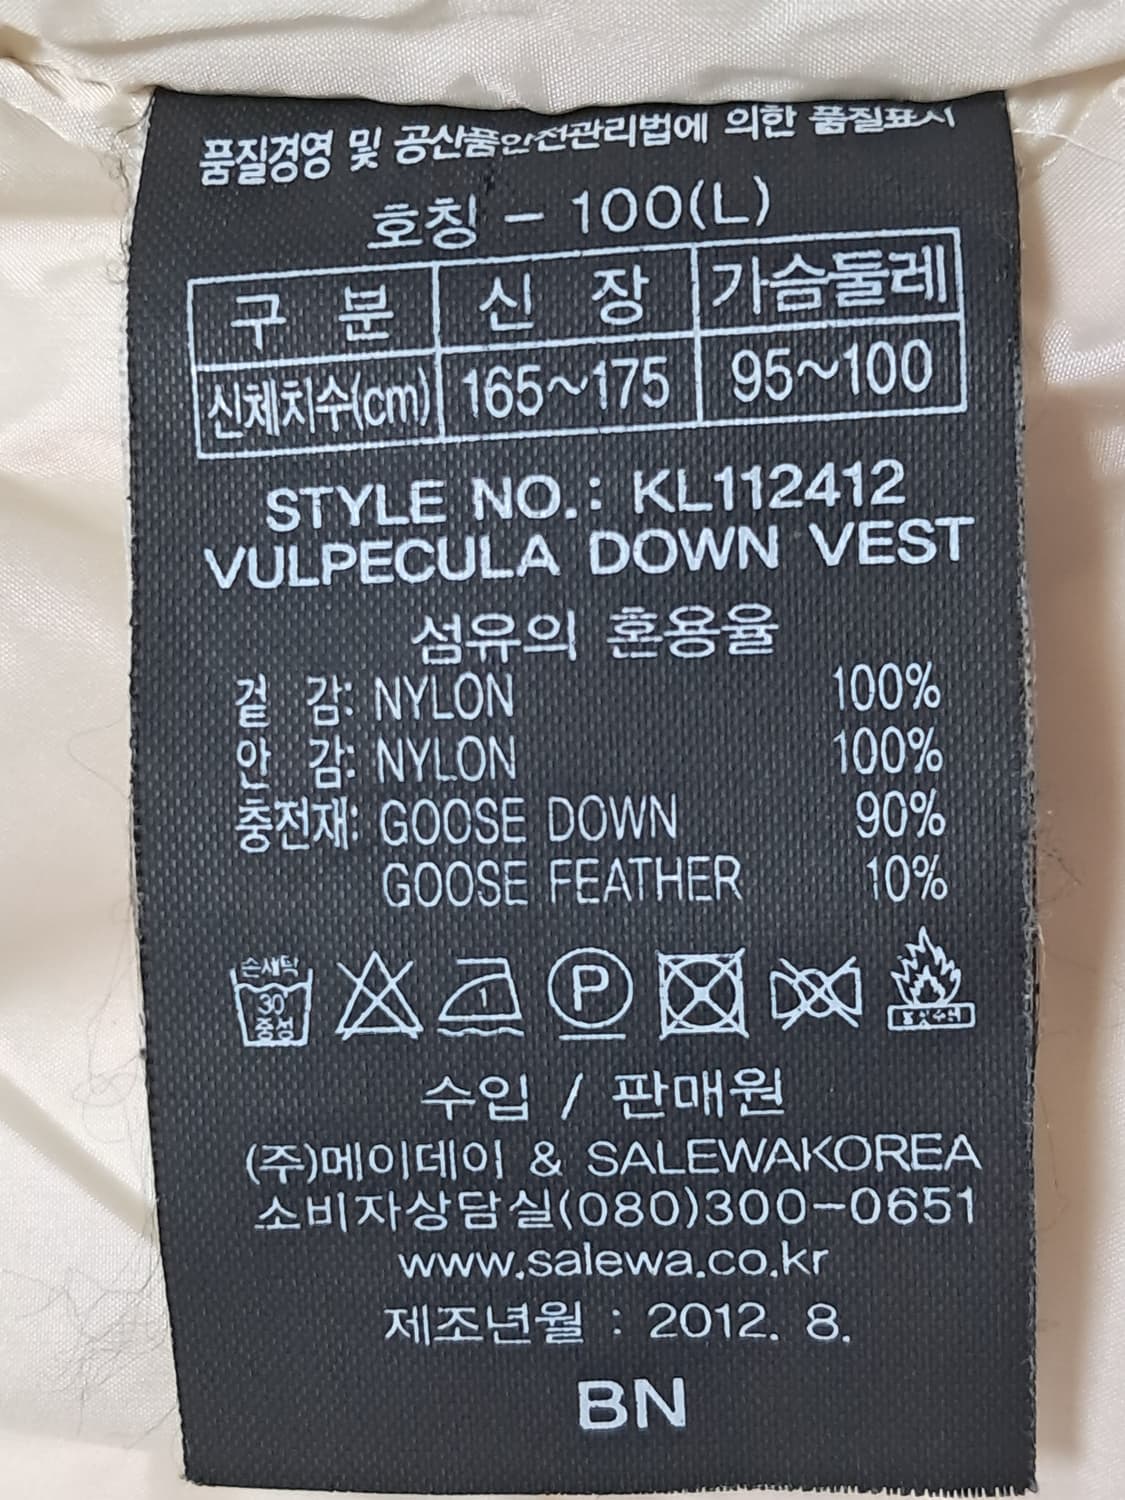 품질경영 및 공산품안전관리법에 의한 품질표시
호칭 - 100(L)
구 분 신 장 가슴둘레
신체치수(cm) 165~175 95~100
STYLE NO.: KL112412
VULPECULA DOWN VEST
섬유의 혼용율
겉 감: NYLON 100%
안 감: NYLON 100%
충전재: GOOSE DOWN 90%
GOOSE FEATHER 10%
손세탁
30°
중성
1
P
수입 / 판매원
(주)메이데이 & SALEWAKOREA
소비자상담실(080)300-0651
www.salewa.co.kr
제조년월 : 2012. 8.
BN